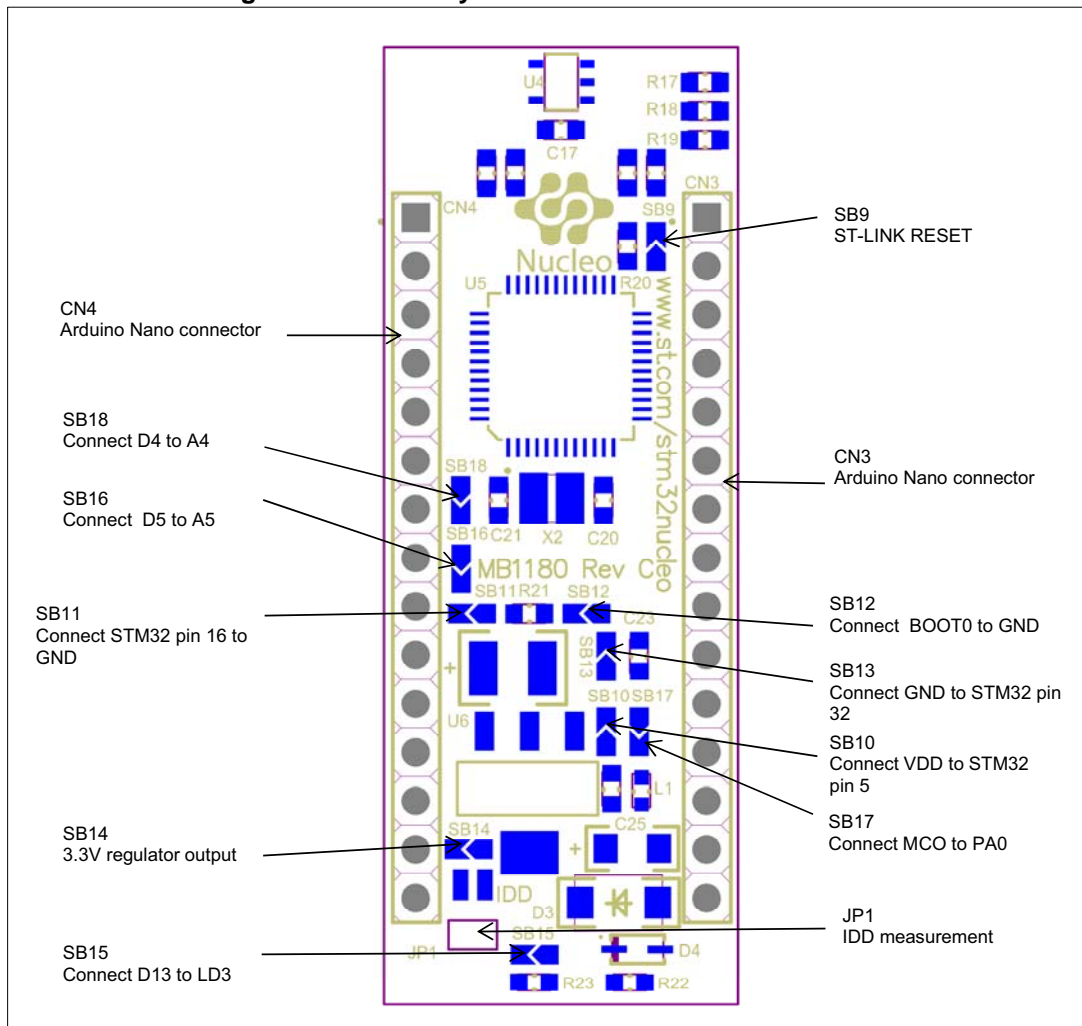 U4
R17
R18
R19
C17
CN4
CN3
SB9
Nucleo
U5
R20
www.st.com/stm32nucleo
SB9
ST-LINK RESET
CN4
Arduino Nano connector
SB18
Connect D4 to A4
SB16
Connect D5 to A5
SB11
Connect STM32 pin 16 to
GND
SB14
3.3V regulator output
SB15
Connect D13 to LD3
SB18
SB16
C21
X2
C20
MB1180 Rev C
SB11
R21
SB12
C23
SB13
SB10
SB17
U6
+
L1
SB14
C25
+
IDD
D3
JP1
SB15
D4
R23
R22
CN3
Arduino Nano connector
SB12
Connect BOOT0 to GND
SB13
Connect GND to STM32 pin
32
SB10
Connect VDD to STM32
pin 5
SB17
Connect MCO to PA0
JP1
IDD measurement